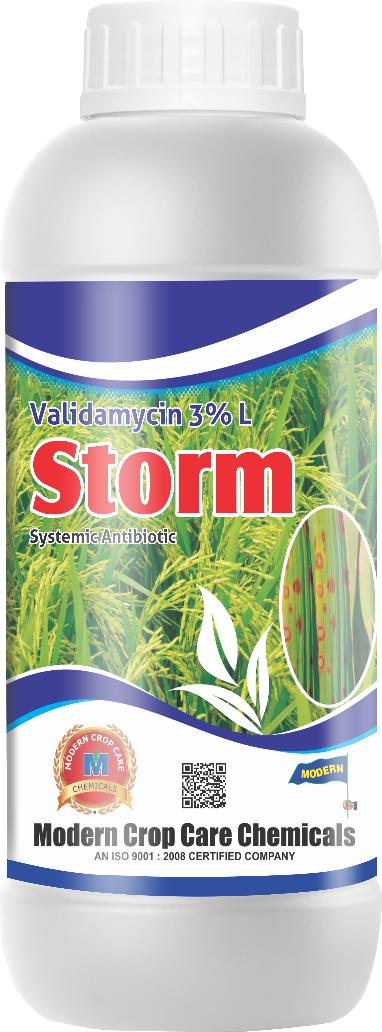 Validamycin 3% L
Storm
Systemic Antibiotic
MODERN CROP CARE
M
CHEMICALS
MODERN
Modern Crop Care Chemicals
AN ISO 9001 : 2008 CERTIFIED COMPANY